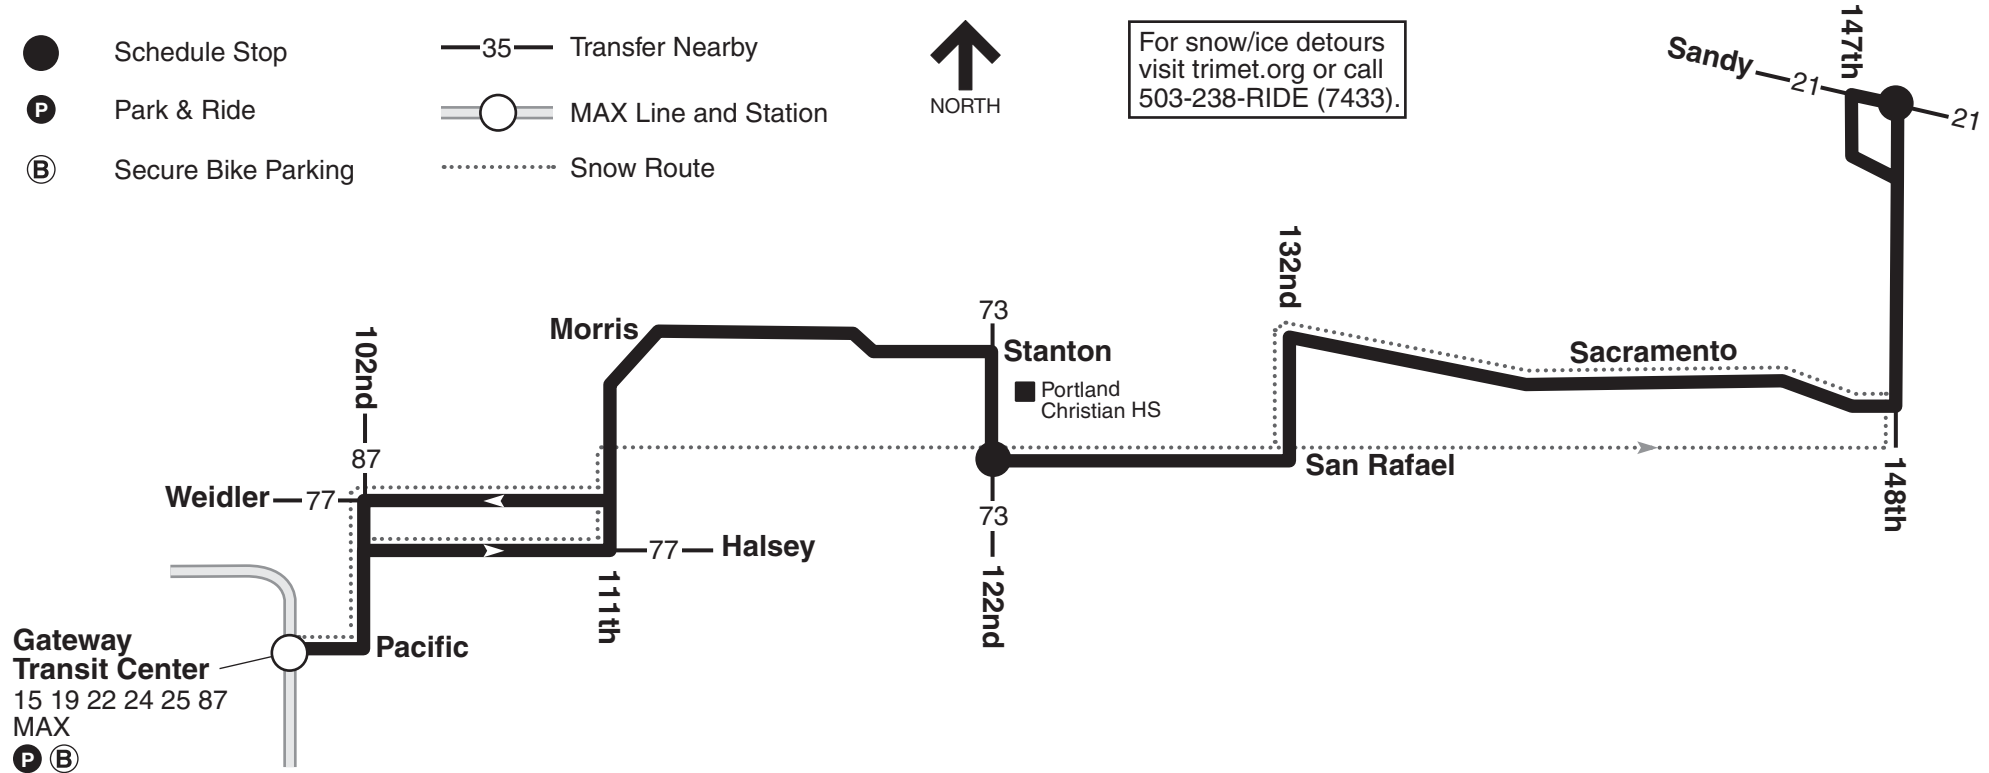 Schedule Stop
P
Park & Ride
B
Secure Bike Parking
35
Transfer Nearby
MAX Line and Station
Snow Route
NORTH
For snow/ice detours
visit trimet.org or call
503-238-RIDE (7433).
Sandy
21
147th
21
132nd
Sacramento
Morris
73
Stanton
Portland
Christian HS
102nd
87
Weidler
77
San Rafael
148th
73
122nd
77
Halsey
111th
Pacific
Gateway
Transit Center
15 19 22 24 25 87
MAX
P B